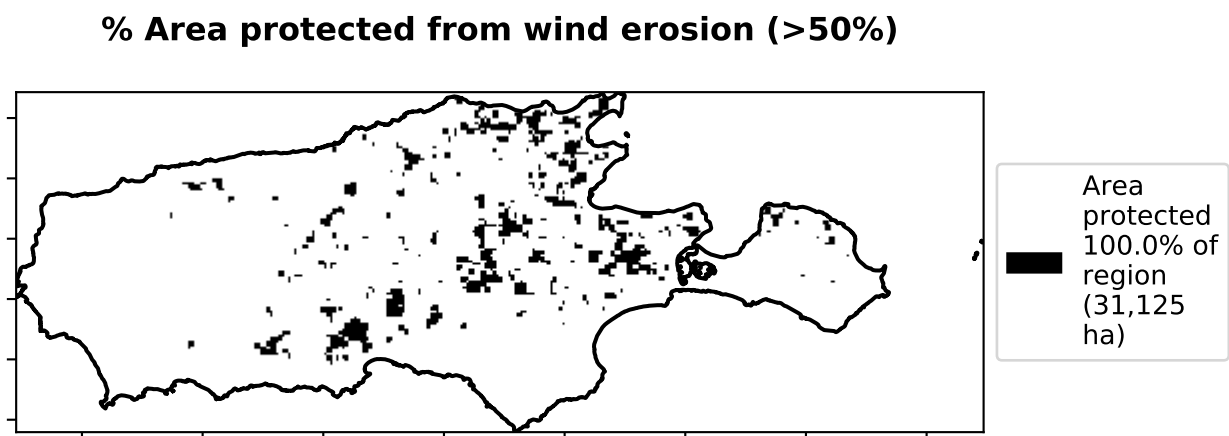 % Area protected from wind erosion (>50%)
Area
protected
100.0% of
region
(31,125
ha)